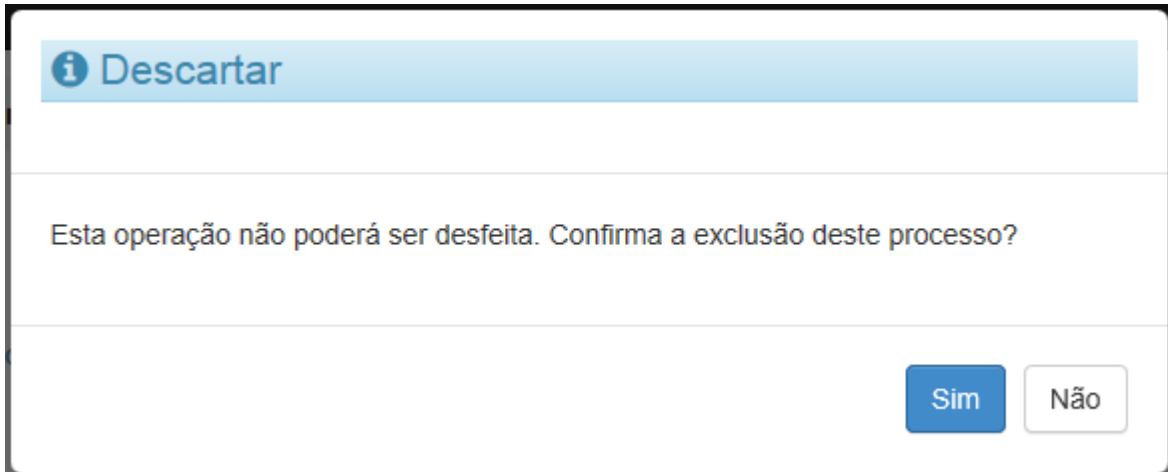 Descartar
Esta operação não poderá ser desfeita. Confirma a exclusão deste processo?
Sim
Não